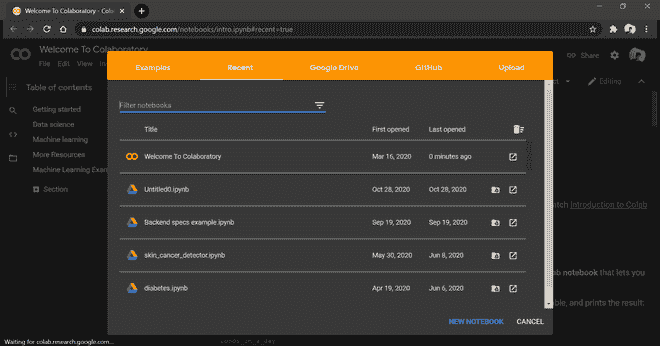 Welcome To Colaboratory - Colab
colab.research.google.com/notebooks/intro.ipynb#recent=true
Welcome To Colaboratory
File Edit View
Share
Editing
Examples Recent Google Drive GitHub Upload
Table of contents
Getting started
Data science
Machine learning
More Resources
Machine Learning Exam
Section
Filter notebooks
Title First opened Last opened
Welcome To Colaboratory Mar 16, 2020 0 minutes ago
Untitled0.ipynb Oct 28, 2020 Oct 28, 2020
Backend specs example.ipynb Sep 19, 2020 Sep 19, 2020
skin_cancer_detector.ipynb May 30, 2020 Jun 8, 2020
diabetes.ipynb Apr 19, 2020 Jun 6, 2020
NEW NOTEBOOK CANCEL
atch Introduction to Colab
ab notebook that lets you
ble, and prints the result:
Waiting for colab.research.google.com...